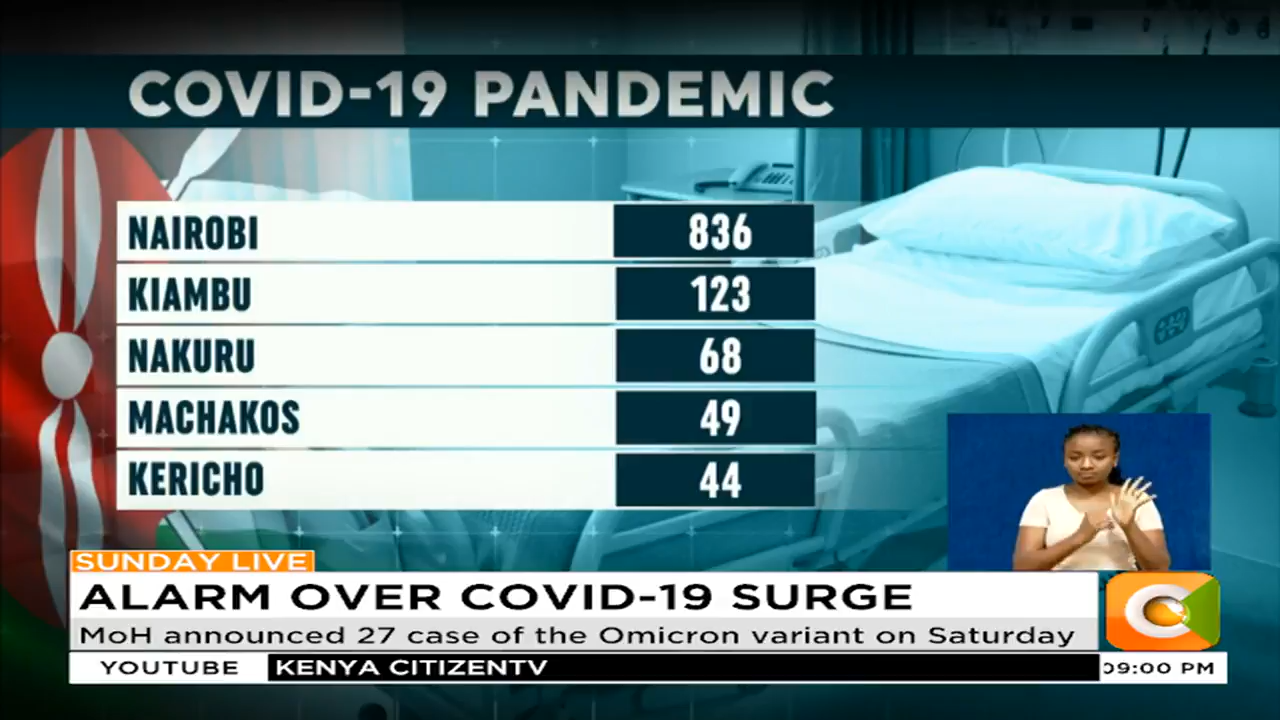 COVID-19 PANDEMIC
NAIROBI 836
KIAMBU 123
NAKURU 68
MACHAKOS 49
KERICHO 44
SUNDAY LIVE
ALARM OVER COVID-19 SURGE
MoH announced 27 case of the Omicron variant on Saturday
YOUTUBE KENYA CITIZENTV 09:00 PM